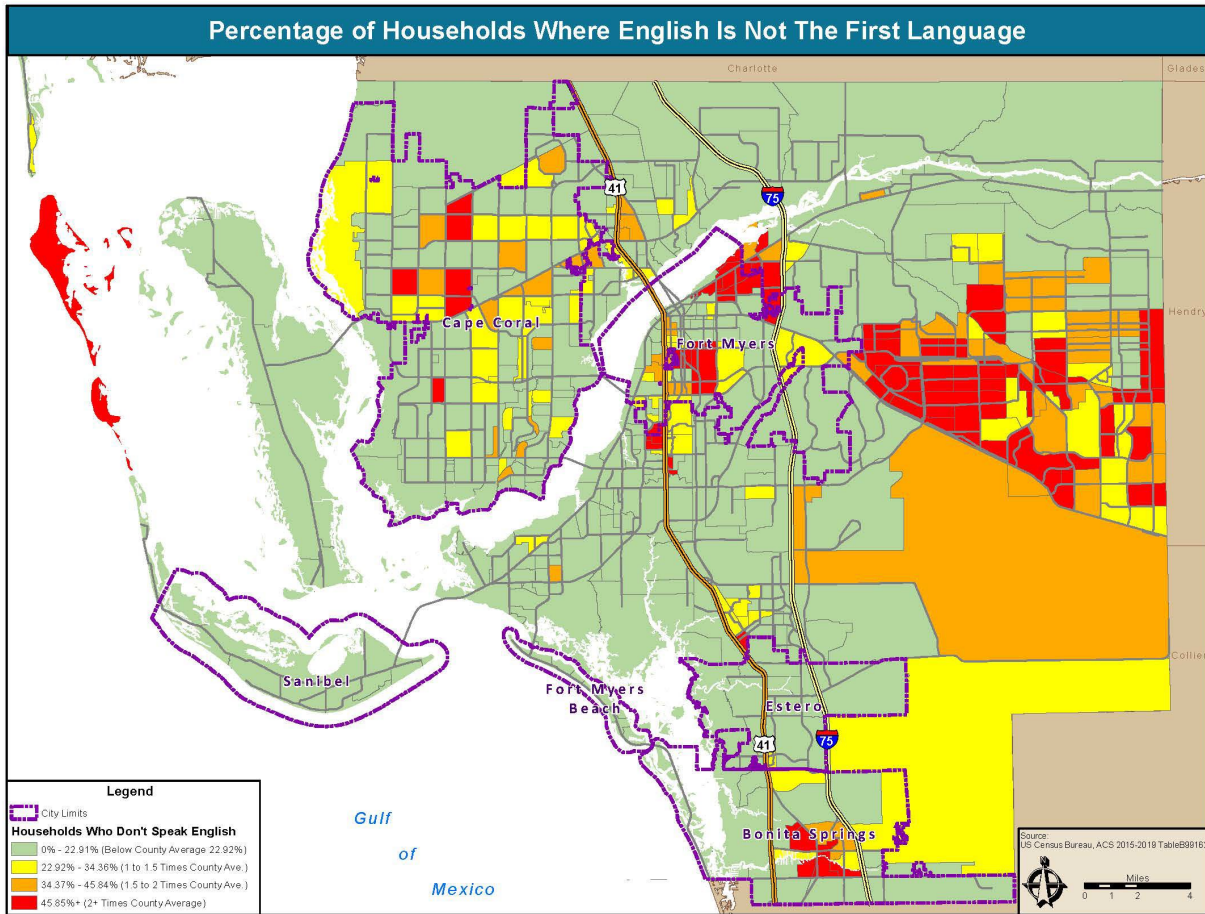 Percentage of Households Where English Is Not The First Language
Charlotte
Glades
41
75
Hendry
Cape Coral
Fort Myers
Collier
Sanibel
Fort Myers
Beach
Estero
41
75
Bonita Springs
Gulf
of
Mexico
Legend
City Limits
Households Who Don't Speak English
0% - 22.91% (Below County Average 22.92%)
22.92% - 34.36% (1 to 1.5 Times County Ave.)
34.37% - 45.84% (1.5 to 2 Times County Ave.)
45.85%+ (2+ Times County Average)
Source:
US Census Bureau, ACS 2015-2019
Miles
0 1 2 4